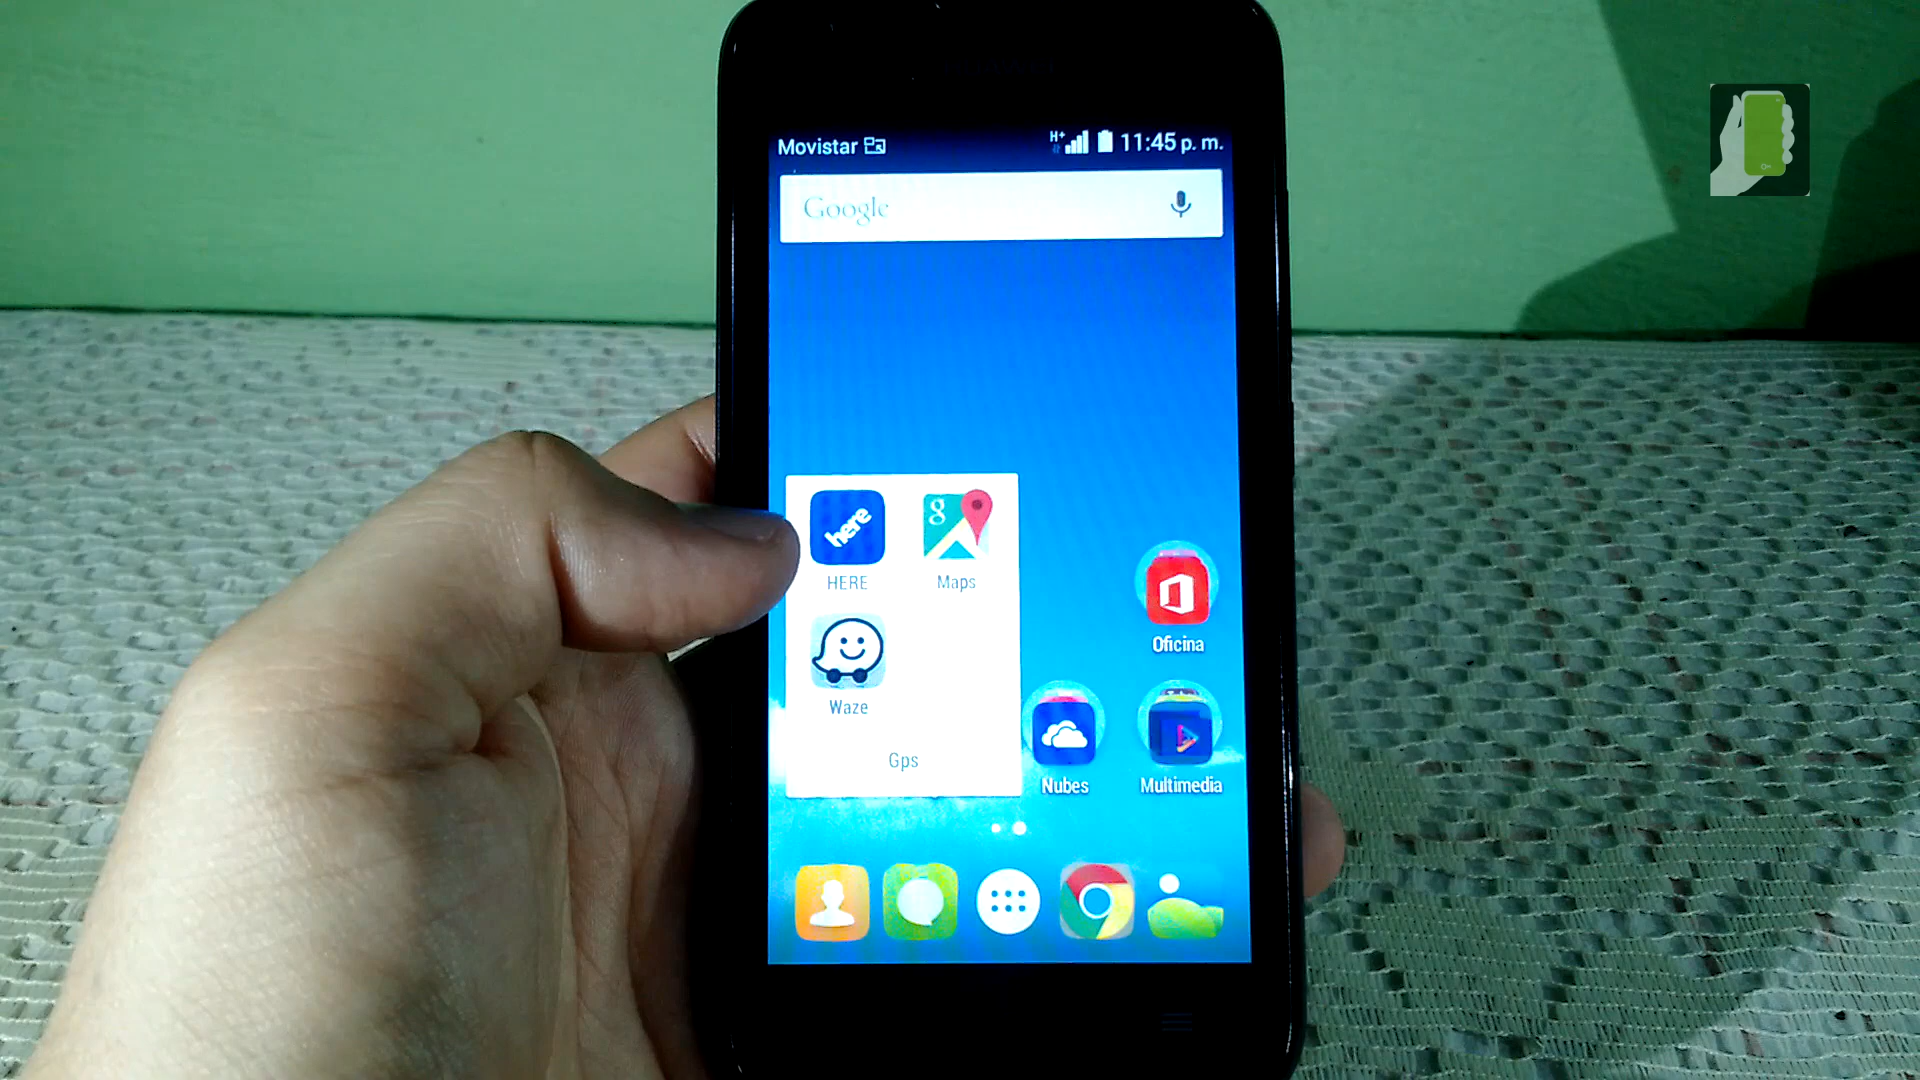 Movistar H+ 11:45 p. m.
Google
here
g
HERE Maps
Oficina
Waze
Gps
Nubes Multimedia